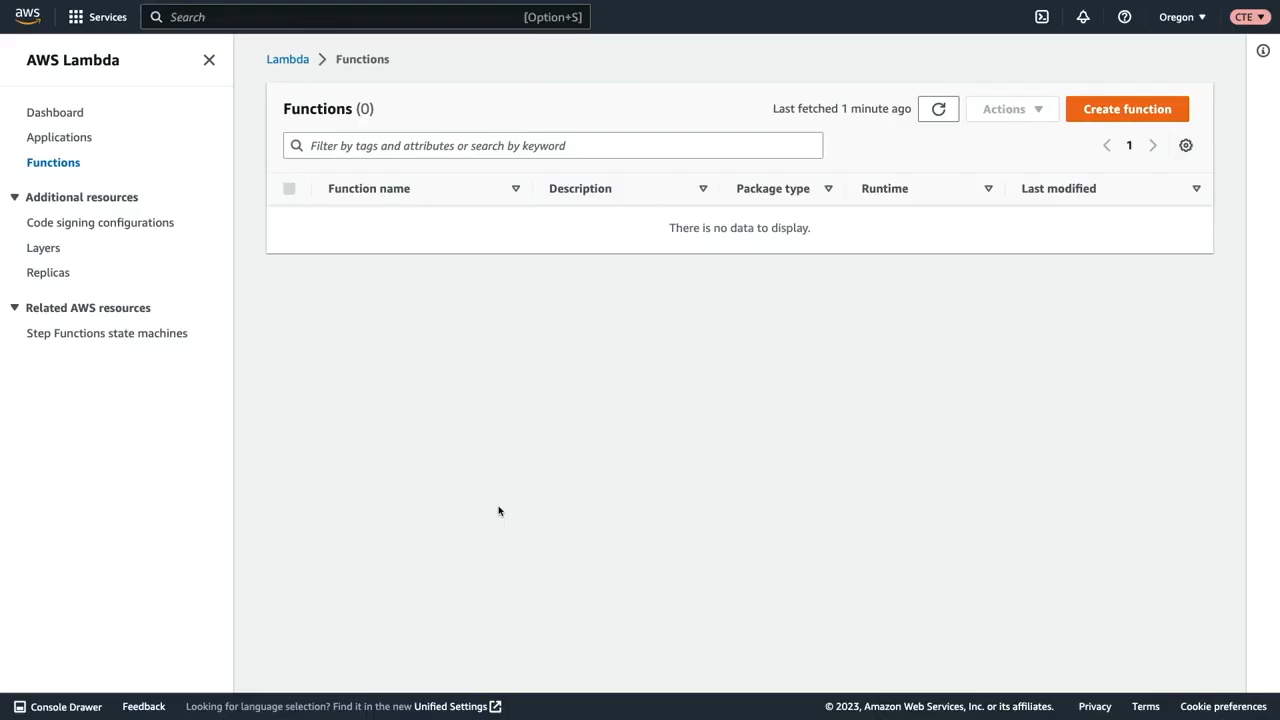 aws Services Search [Option+S] Oregon CTE
AWS Lambda
Dashboard
Applications
Functions
Additional resources
Code signing configurations
Layers
Replicas
Related AWS resources
Step Functions state machines
Lambda Functions
Functions (0) Last fetched 1 minute ago Actions Create function
Filter by tags and attributes or search by keyword 1
Function name Description Package type Runtime Last modified
There is no data to display.
Console Drawer Feedback Looking for language selection? Find it in the new Unified Settings © 2023, Amazon Web Services, Inc. or its affiliates. Privacy Terms Cookie preferences